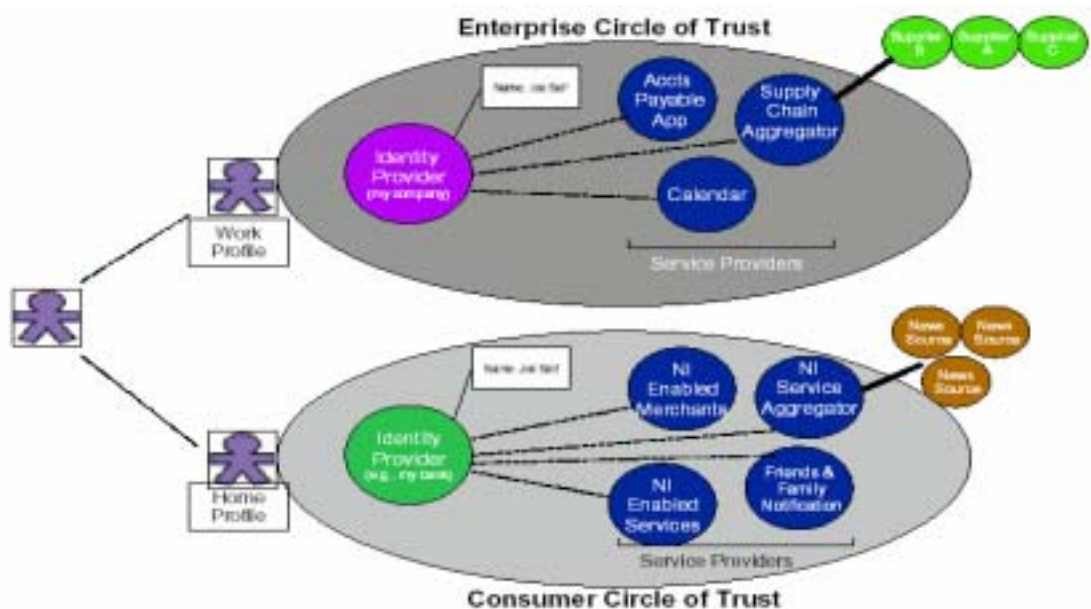 Enterprise Circle of Trust
Supplier
B
Supplier
A
Supplier
C
Name: Joe Self
Accts
Payable
App
Supply
Chain
Aggregator
Identity
Provider
(my company)
Calendar
Work
Profile
Service Providers
News
Source
News
Source
News
Source
Name: Joe Self
NI
Enabled
Merchants
NI
Service
Aggregator
Identity
Provider
(e.g., my bank)
Friends &
Family
Notification
NI
Enabled
Services
Home
Profile
Service Providers
Consumer Circle of Trust